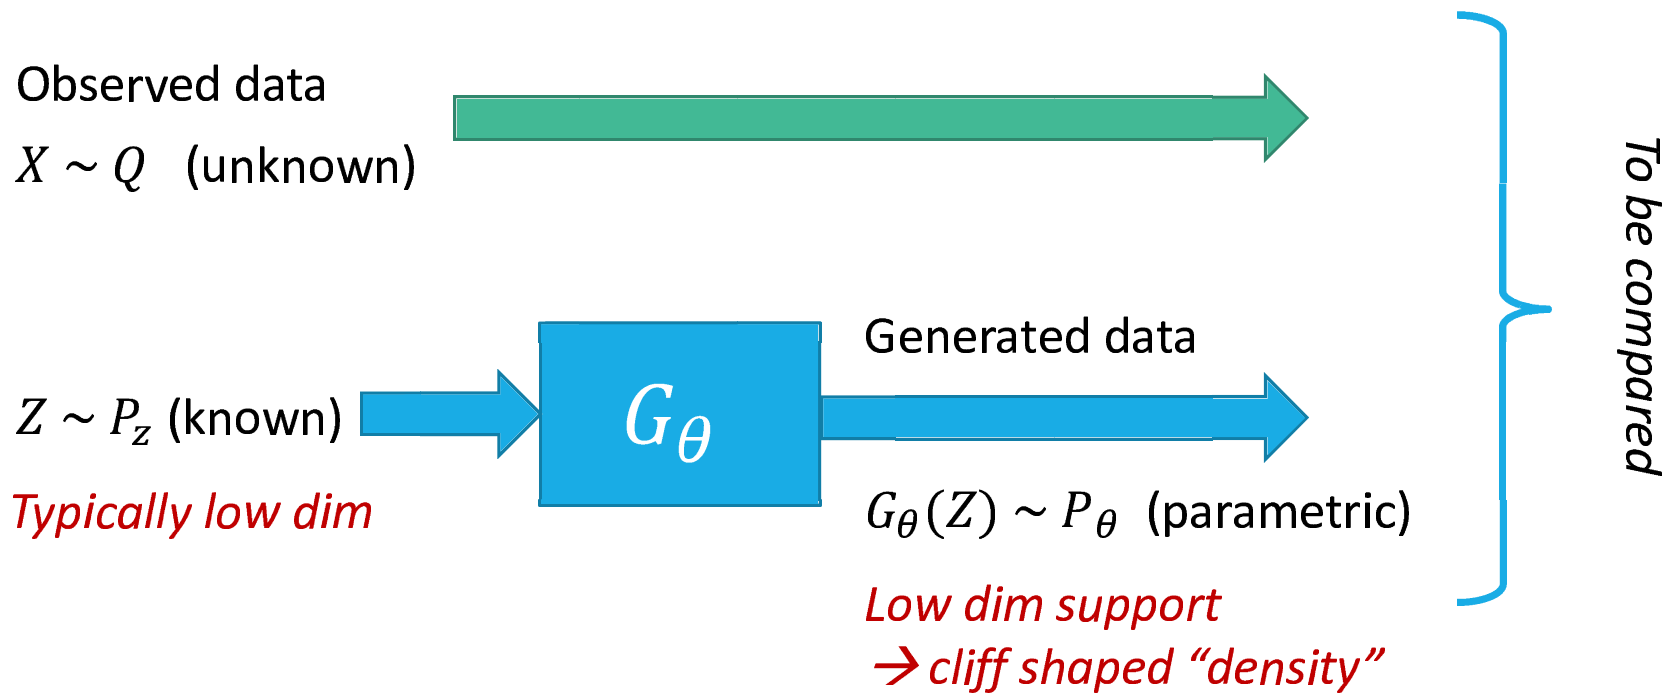 Observed data
X ~ Q (unknown)
Z ~ P_z (known)
Typically low dim
G_θ
Generated data
G_θ(Z) ~ P_θ (parametric)
Low dim support
→ cliff shaped “density”
To be compared